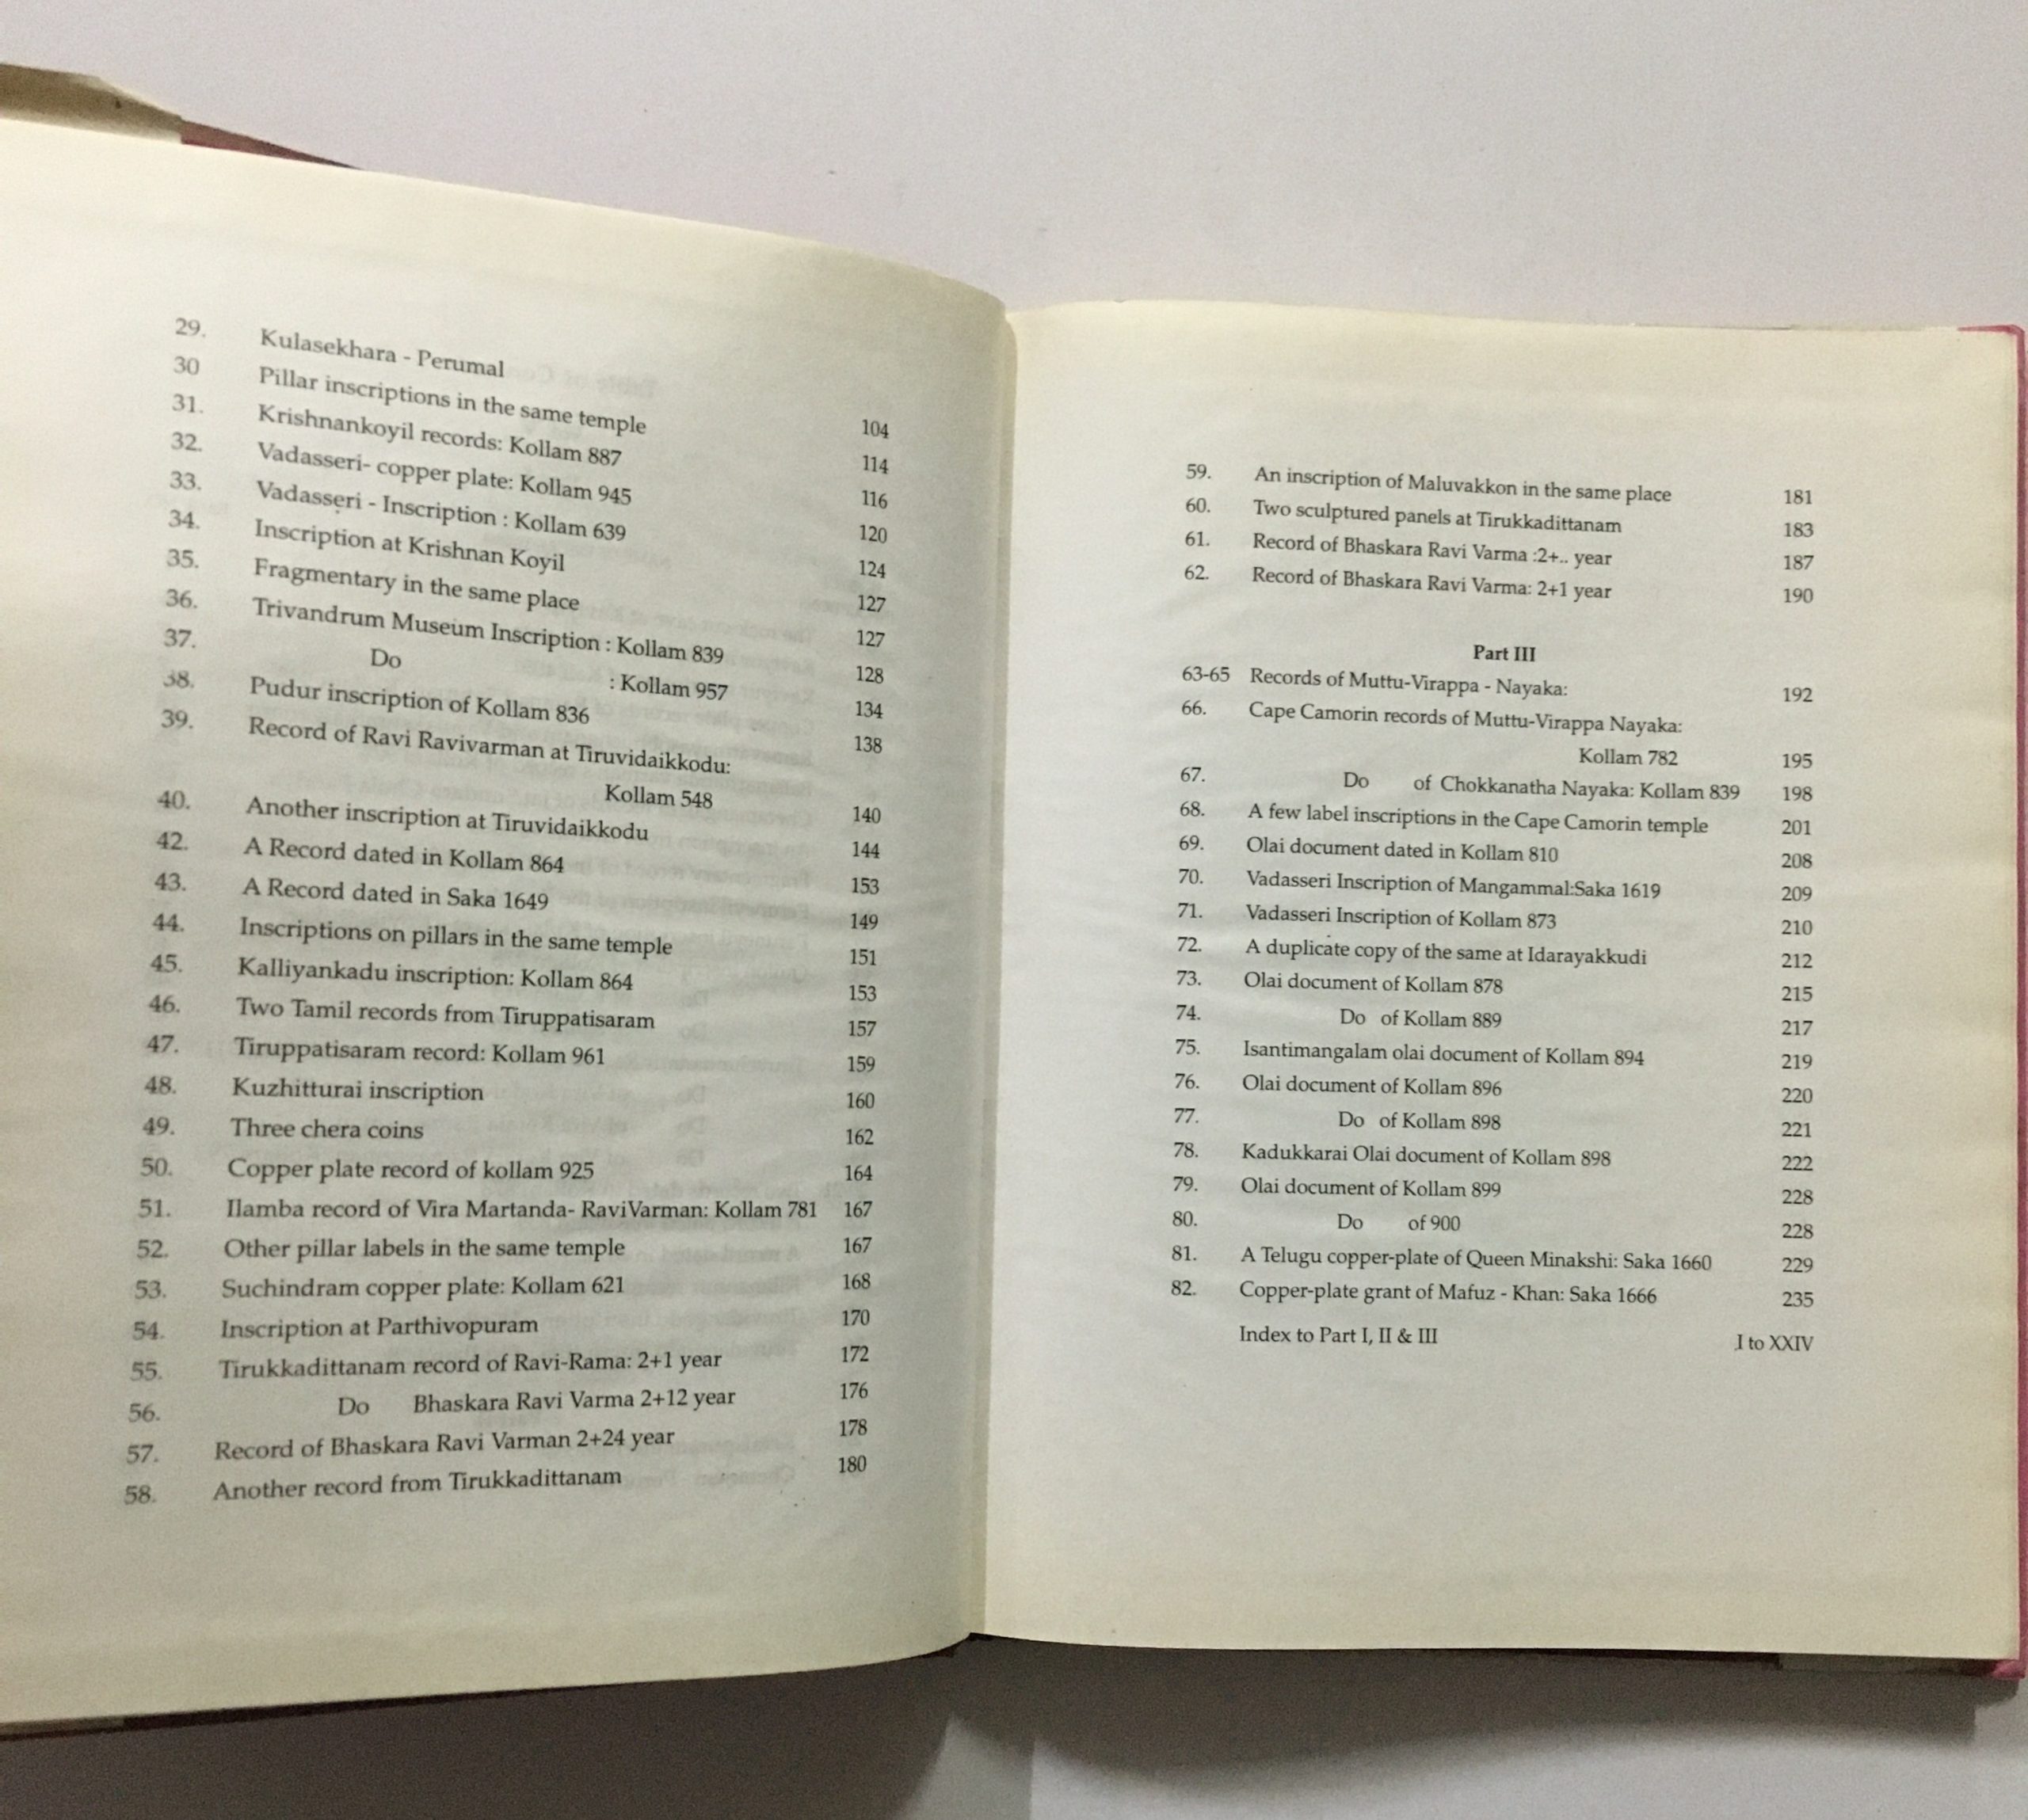 29. Kulasekhara - Perumal 104
30 Pillar inscriptions in the same temple 114
31. Krishnankoyil records: Kollam 887 116
32. Vadasseri- copper plate: Kollam 945 120
33. Vadasseri - Inscription : Kollam 639 124
34. Inscription at Krishnan Koyil 127
35. Fragmentary in the same place 127
36. Trivandrum Museum Inscription : Kollam 839 128
37. Do : Kollam 957 134
38. Pudur inscription of Kollam 836 138
39. Record of Ravi Ravivarman at Tiruvidaikkodu:
Kollam 548 140
40. Another inscription at Tiruvidaikkodu 144
42. A Record dated in Kollam 864 153
43. A Record dated in Saka 1649 149
44. Inscriptions on pillars in the same temple 151
45. Kalliyankadu inscription: Kollam 864 153
46. Two Tamil records from Tiruppatisaram 157
47. Tiruppatisaram record: Kollam 961 159
48. Kuzhitturai inscription 160
49. Three chera coins 162
50. Copper plate record of kollam 925 164
51. Ilamba record of Vira Martanda- RaviVarman: Kollam 781 167
52. Other pillar labels in the same temple 167
53. Suchindram copper plate: Kollam 621 168
54. Inscription at Parthivopuram 170
55. Tirukkadittanam record of Ravi-Rama: 2+1 year 172
56. Do Bhaskara Ravi Varma 2+12 year 176
57. Record of Bhaskara Ravi Varman 2+24 year 178
58. Another record from Tirukkadittanam 180
59. An inscription of Maluvakkon in the same place 181
60. Two sculptured panels at Tirukkadittanam 183
61. Record of Bhaskara Ravi Varma :2+.. year 187
62. Record of Bhaskara Ravi Varma: 2+1 year 190
Part III
63-65 Records of Muttu-Virappa - Nayaka: 192
66. Cape Camorin records of Muttu-Virappa Nayaka:
Kollam 782 195
67. Do of Chokkanatha Nayaka: Kollam 839 198
68. A few label inscriptions in the Cape Camorin temple 201
69. Olai document dated in Kollam 810 208
70. Vadasseri Inscription of Mangammal:Saka 1619 209
71. Vadasseri Inscription of Kollam 873 210
72. A duplicate copy of the same at Idarayakkudi 212
73. Olai document of Kollam 878 215
74. Do of Kollam 889 217
75. Isantimangalam olai document of Kollam 894 219
76. Olai document of Kollam 896 220
77. Do of Kollam 898 221
78. Kadukkarai Olai document of Kollam 898 222
79. Olai document of Kollam 899 228
80. Do of 900 228
81. A Telugu copper-plate of Queen Minakshi: Saka 1660 229
82. Copper-plate grant of Mafuz - Khan: Saka 1666 235
Index to Part I, II & III I to XXIV